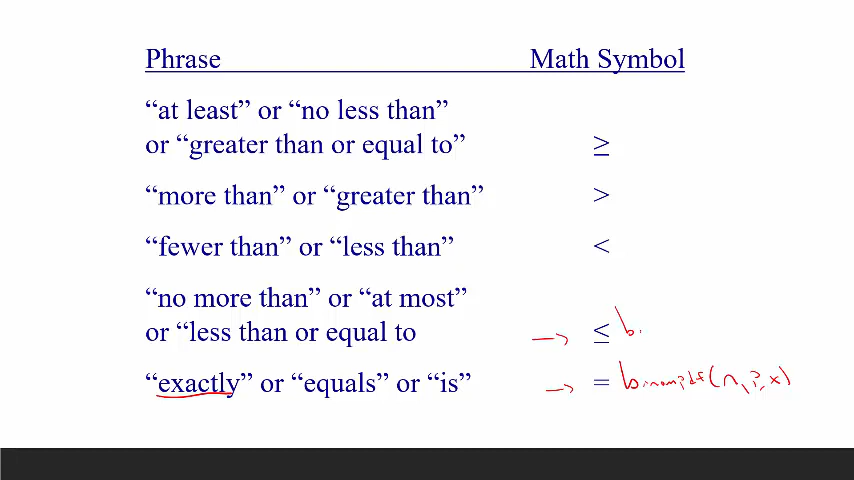 Phrase Math Symbol
“at least” or “no less than”
or “greater than or equal to” ≥
“more than” or “greater than” >
“fewer than” or “less than” <
“no more than” or “at most”
or “less than or equal to → ≤ b.
“exactly” or “equals” or “is” → = binompdf(n, p, x)